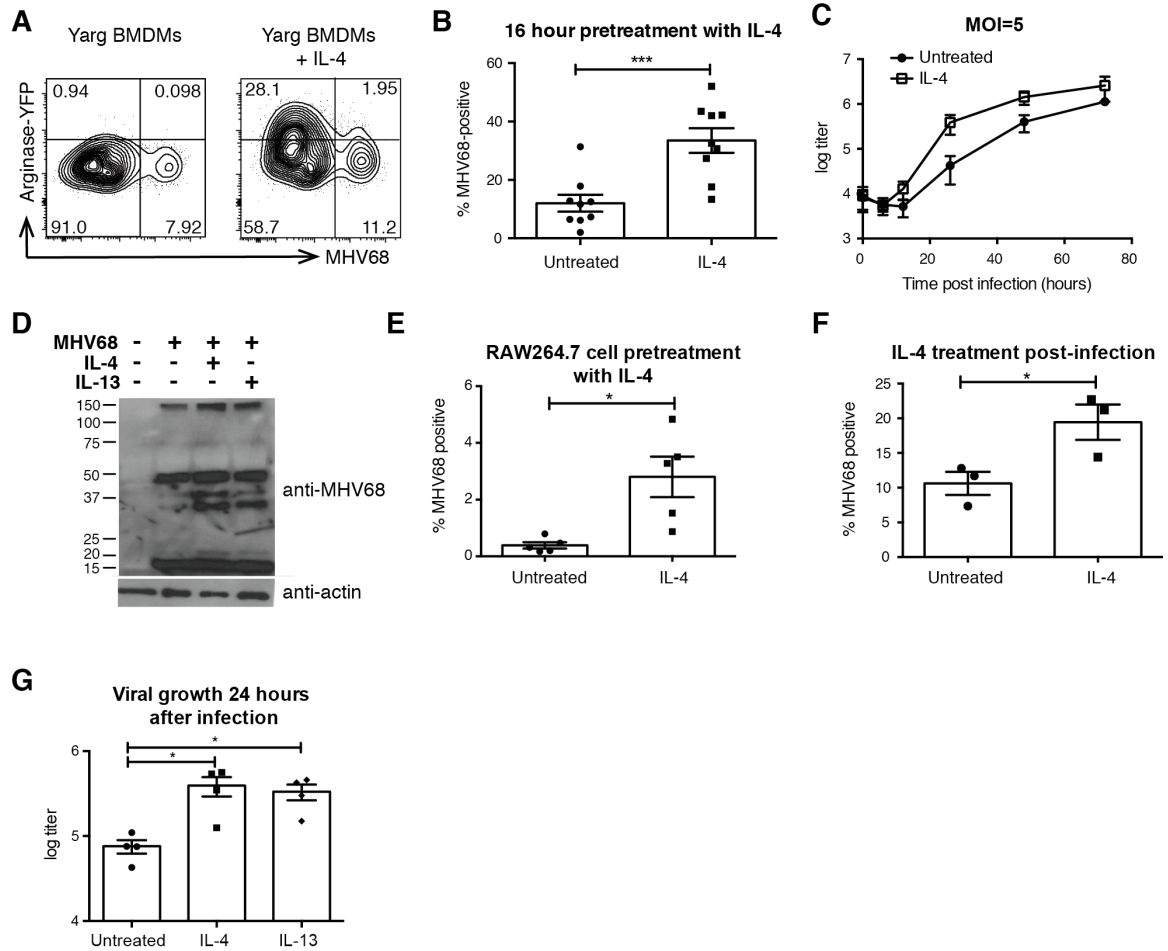 A
Yarg BMDMs
Yarg BMDMs
+ IL-4
0.94
0.098
91.0
7.92
28.1
1.95
58.7
11.2
Arginase-YFP
MHV68
B
16 hour pretreatment with IL-4
***
60
40
20
0
% MHV68-positive
Untreated
IL-4
C
MOI=5
Untreated
IL-4
7
6
5
4
3
log titer
0
20
40
60
80
Time post infection (hours)
D
MHV68 - + + +
IL-4 - - + -
IL-13 - - - +
150
100
75
50
37
25
20
15
anti-MHV68
anti-actin
E
RAW264.7 cell pretreatment
with IL-4
*
6
4
2
0
% MHV68 positive
Untreated
IL-4
F
IL-4 treatment post-infection
*
25
20
15
10
5
0
% MHV68 positive
Untreated
IL-4
G
Viral growth 24 hours
after infection
*
*
6
5
4
log titer
Untreated
IL-4
IL-13